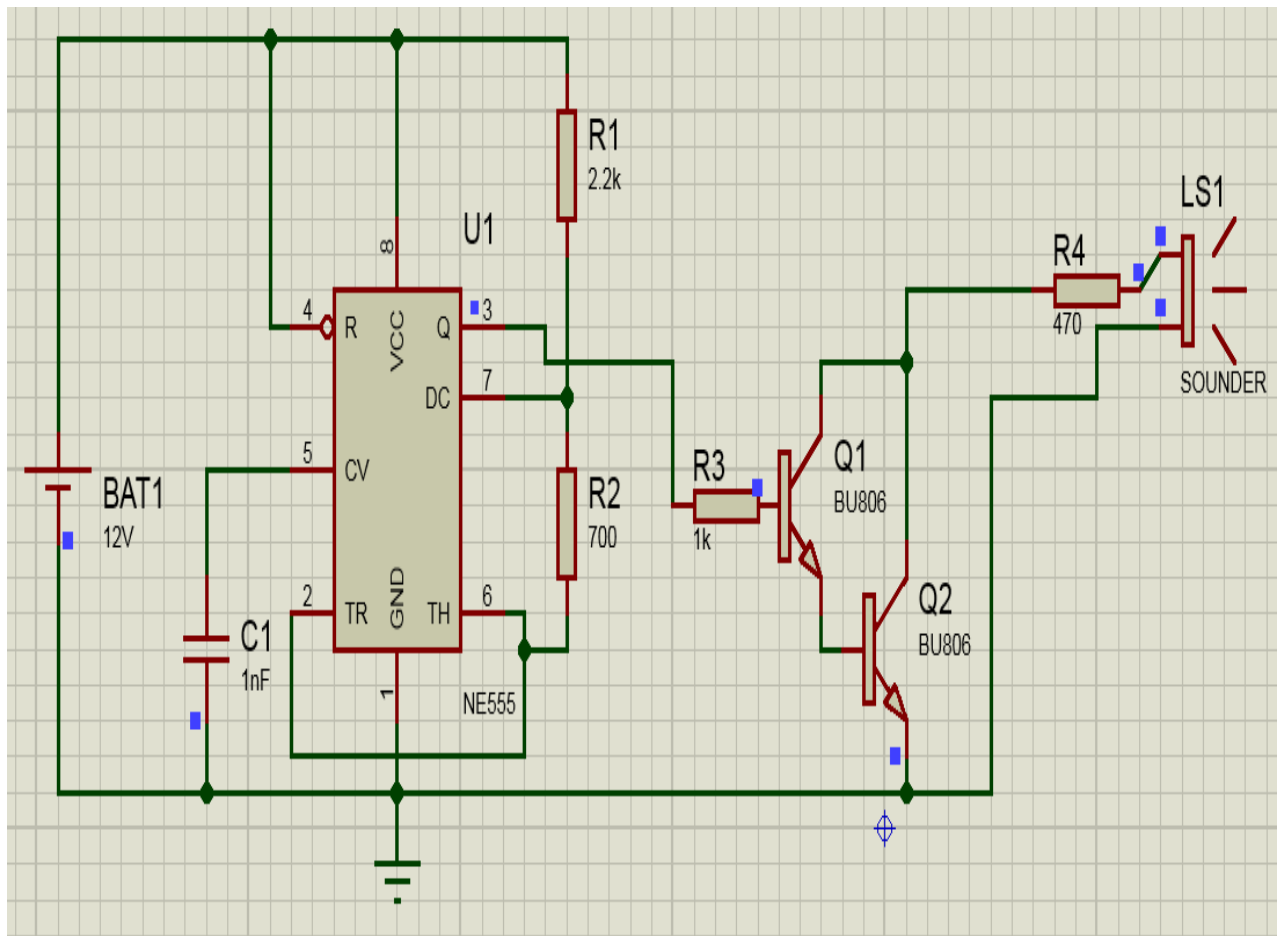 R1
2.2k
U1
8
4
R
VCC
Q
3
DC
7
5
CV
BAT1
12V
R2
700
2
TR
GND
TH
6
C1
1nF
1
NE555
R3
1k
Q1
BU806
Q2
BU806
R4
470
LS1
SOUNDER